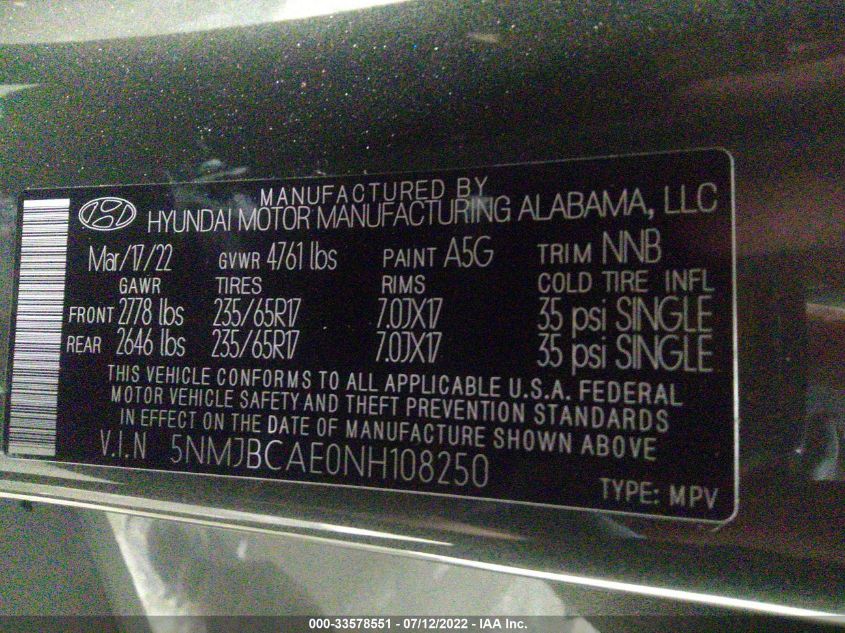 MANUFACTURED BY
HYUNDAI MOTOR MANUFACTURING ALABAMA, LLC
Mar/17/22 GVWR 4761 lbs PAINT A5G TRIM NNB
GAWR TIRES RIMS COLD TIRE INFL
FRONT 2778 lbs 235/65R17 7.0JX17 35 psi SINGLE
REAR 2646 lbs 235/65R17 7.0JX17 35 psi SINGLE
THIS VEHICLE CONFORMS TO ALL APPLICABLE U.S.A. FEDERAL
MOTOR VEHICLE SAFETY AND THEFT PREVENTION STANDARDS
IN EFFECT ON THE DATE OF MANUFACTURE SHOWN ABOVE
V.I.N 5NMJBCAE0NH108250
TYPE: MPV
000-33578551 - 07/12/2022 - IAA Inc.